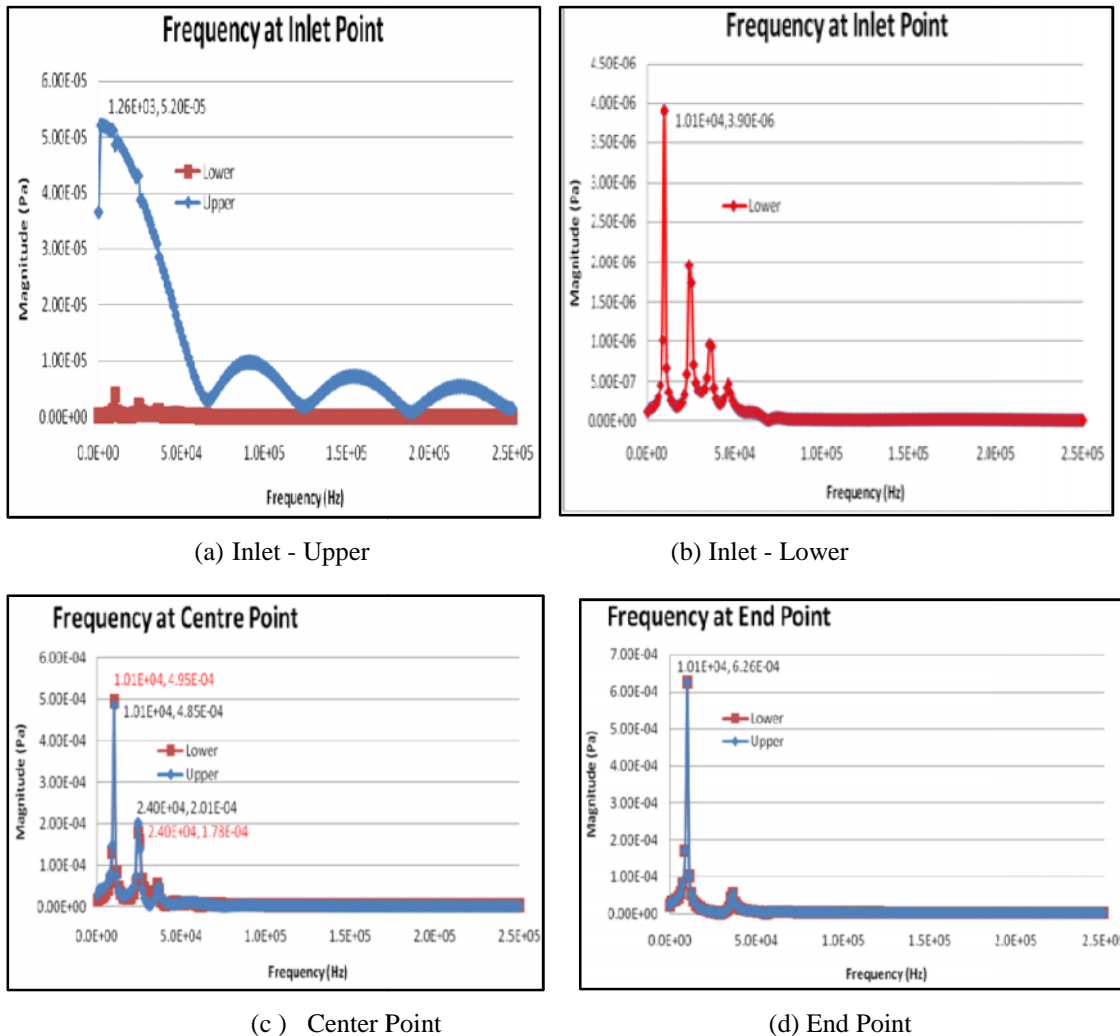 Frequency at Inlet Point
6.00E-05
5.00E-05
4.00E-05
3.00E-05
2.00E-05
1.00E-05
0.00E+00
Magnitude (Pa)
1.26E+03,5.20E-05
Lower
Upper
0.0E+00 5.0E+04 1.0E+05 1.5E+05 2.0E+05 2.5E+05
Frequency (Hz)
(a) Inlet - Upper
Frequency at Inlet Point
4.50E-06
4.00E-06
3.50E-06
3.00E-06
2.50E-06
2.00E-06
1.50E-06
1.00E-06
5.00E-07
0.00E+00
Magnitude (Pa)
1.01E+04,3.90E-06
Lower
0.0E+00 5.0E+04 1.0E+05 1.5E+05 2.0E+05 2.5E+05
Frequency (Hz)
(b) Inlet - Lower
Frequency at Centre Point
6.00E-04
5.00E-04
4.00E-04
3.00E-04
2.00E-04
1.00E-04
0.00E+00
Magnitude (Pa)
1.01E+04,4.95E-04
1.01E+04,4.85E-04
Lower
Upper
2.40E+04,2.01E-04
2.40E+04,1.78E-04
0.0E+00 5.0E+04 1.0E+05 1.5E+05 2.0E+05 2.5E+05
Frequency (Hz)
(c ) Center Point
Frequency at End Point
7.00E-04
6.00E-04
5.00E-04
4.00E-04
3.00E-04
2.00E-04
1.00E-04
0.00E+00
Magnitude (Pa)
1.01E+04,6.26E-04
Lower
Upper
0.0E+00 5.0E+04 1.0E+05 1.5E+05 2.0E+05 2.5E+05
Frequency (Hz)
(d) End Point